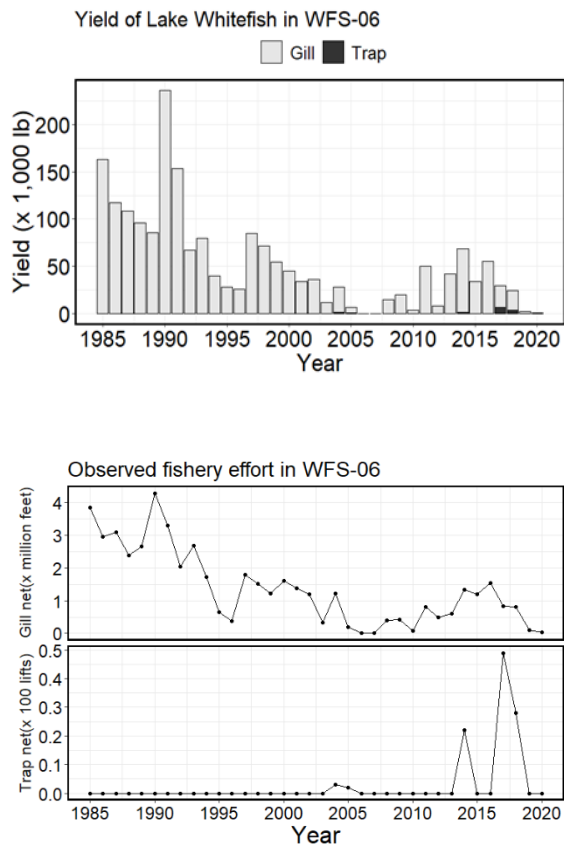 Yield of Lake Whitefish in WFS-06
Gill Trap
Yield (x 1,000 lb)
200
150
100
50
0
1985 1990 1995 2000 2005 2010 2015 2020
Year
Observed fishery effort in WFS-06
Gill net(x million feet)
4
3
2
1
0
Trap net(x 100 lifts)
0.5
0.4
0.3
0.2
0.1
0.0
1985 1990 1995 2000 2005 2010 2015 2020
Year